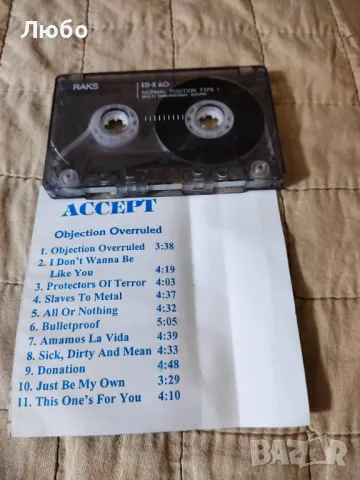 Любо
RAKS
ED-X 60
NORMAL POSITION TYPE I
ACCEPT
Objection Overruled
1. Objection Overruled 3:38
2. I Don't Wanna Be
Like You 4:19
3. Protectors Of Terror 4:03
4. Slaves To Metal 4:37
5. All Or Nothing 4:32
6. Bulletproof 5:05
7. Amamos La Vida 4:39
8. Sick, Dirty And Mean 4:33
9. Donation 4:48
10. Just Be My Own 3:29
11. This One's For You 4:10
BAZAR
bg